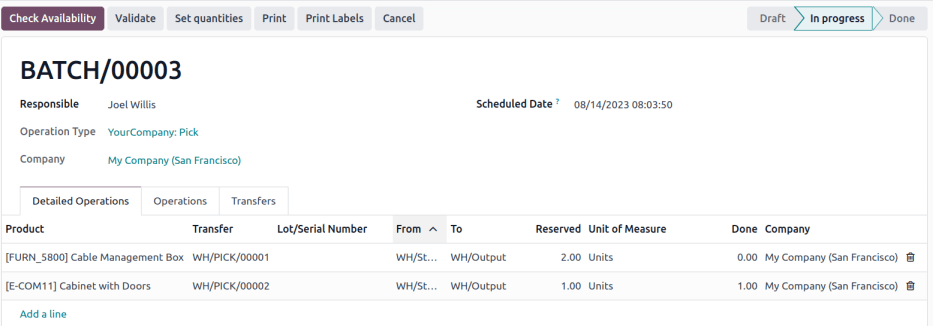 Check Availability Validate Set quantities Print Print Labels Cancel Draft In progress Done
BATCH/00003
Responsible Joel Willis Scheduled Date ? 08/14/2023 08:03:50
Operation Type YourCompany: Pick
Company My Company (San Francisco)
Detailed Operations Operations Transfers
Product Transfer Lot/Serial Number From To Reserved Unit of Measure Done Company
[FURN_5800] Cable Management Box WH/PICK/00001 WH/St... WH/Output 2.00 Units 0.00 My Company (San Francisco)
[E-COM11] Cabinet with Doors WH/PICK/00002 WH/St... WH/Output 1.00 Units 1.00 My Company (San Francisco)
Add a line